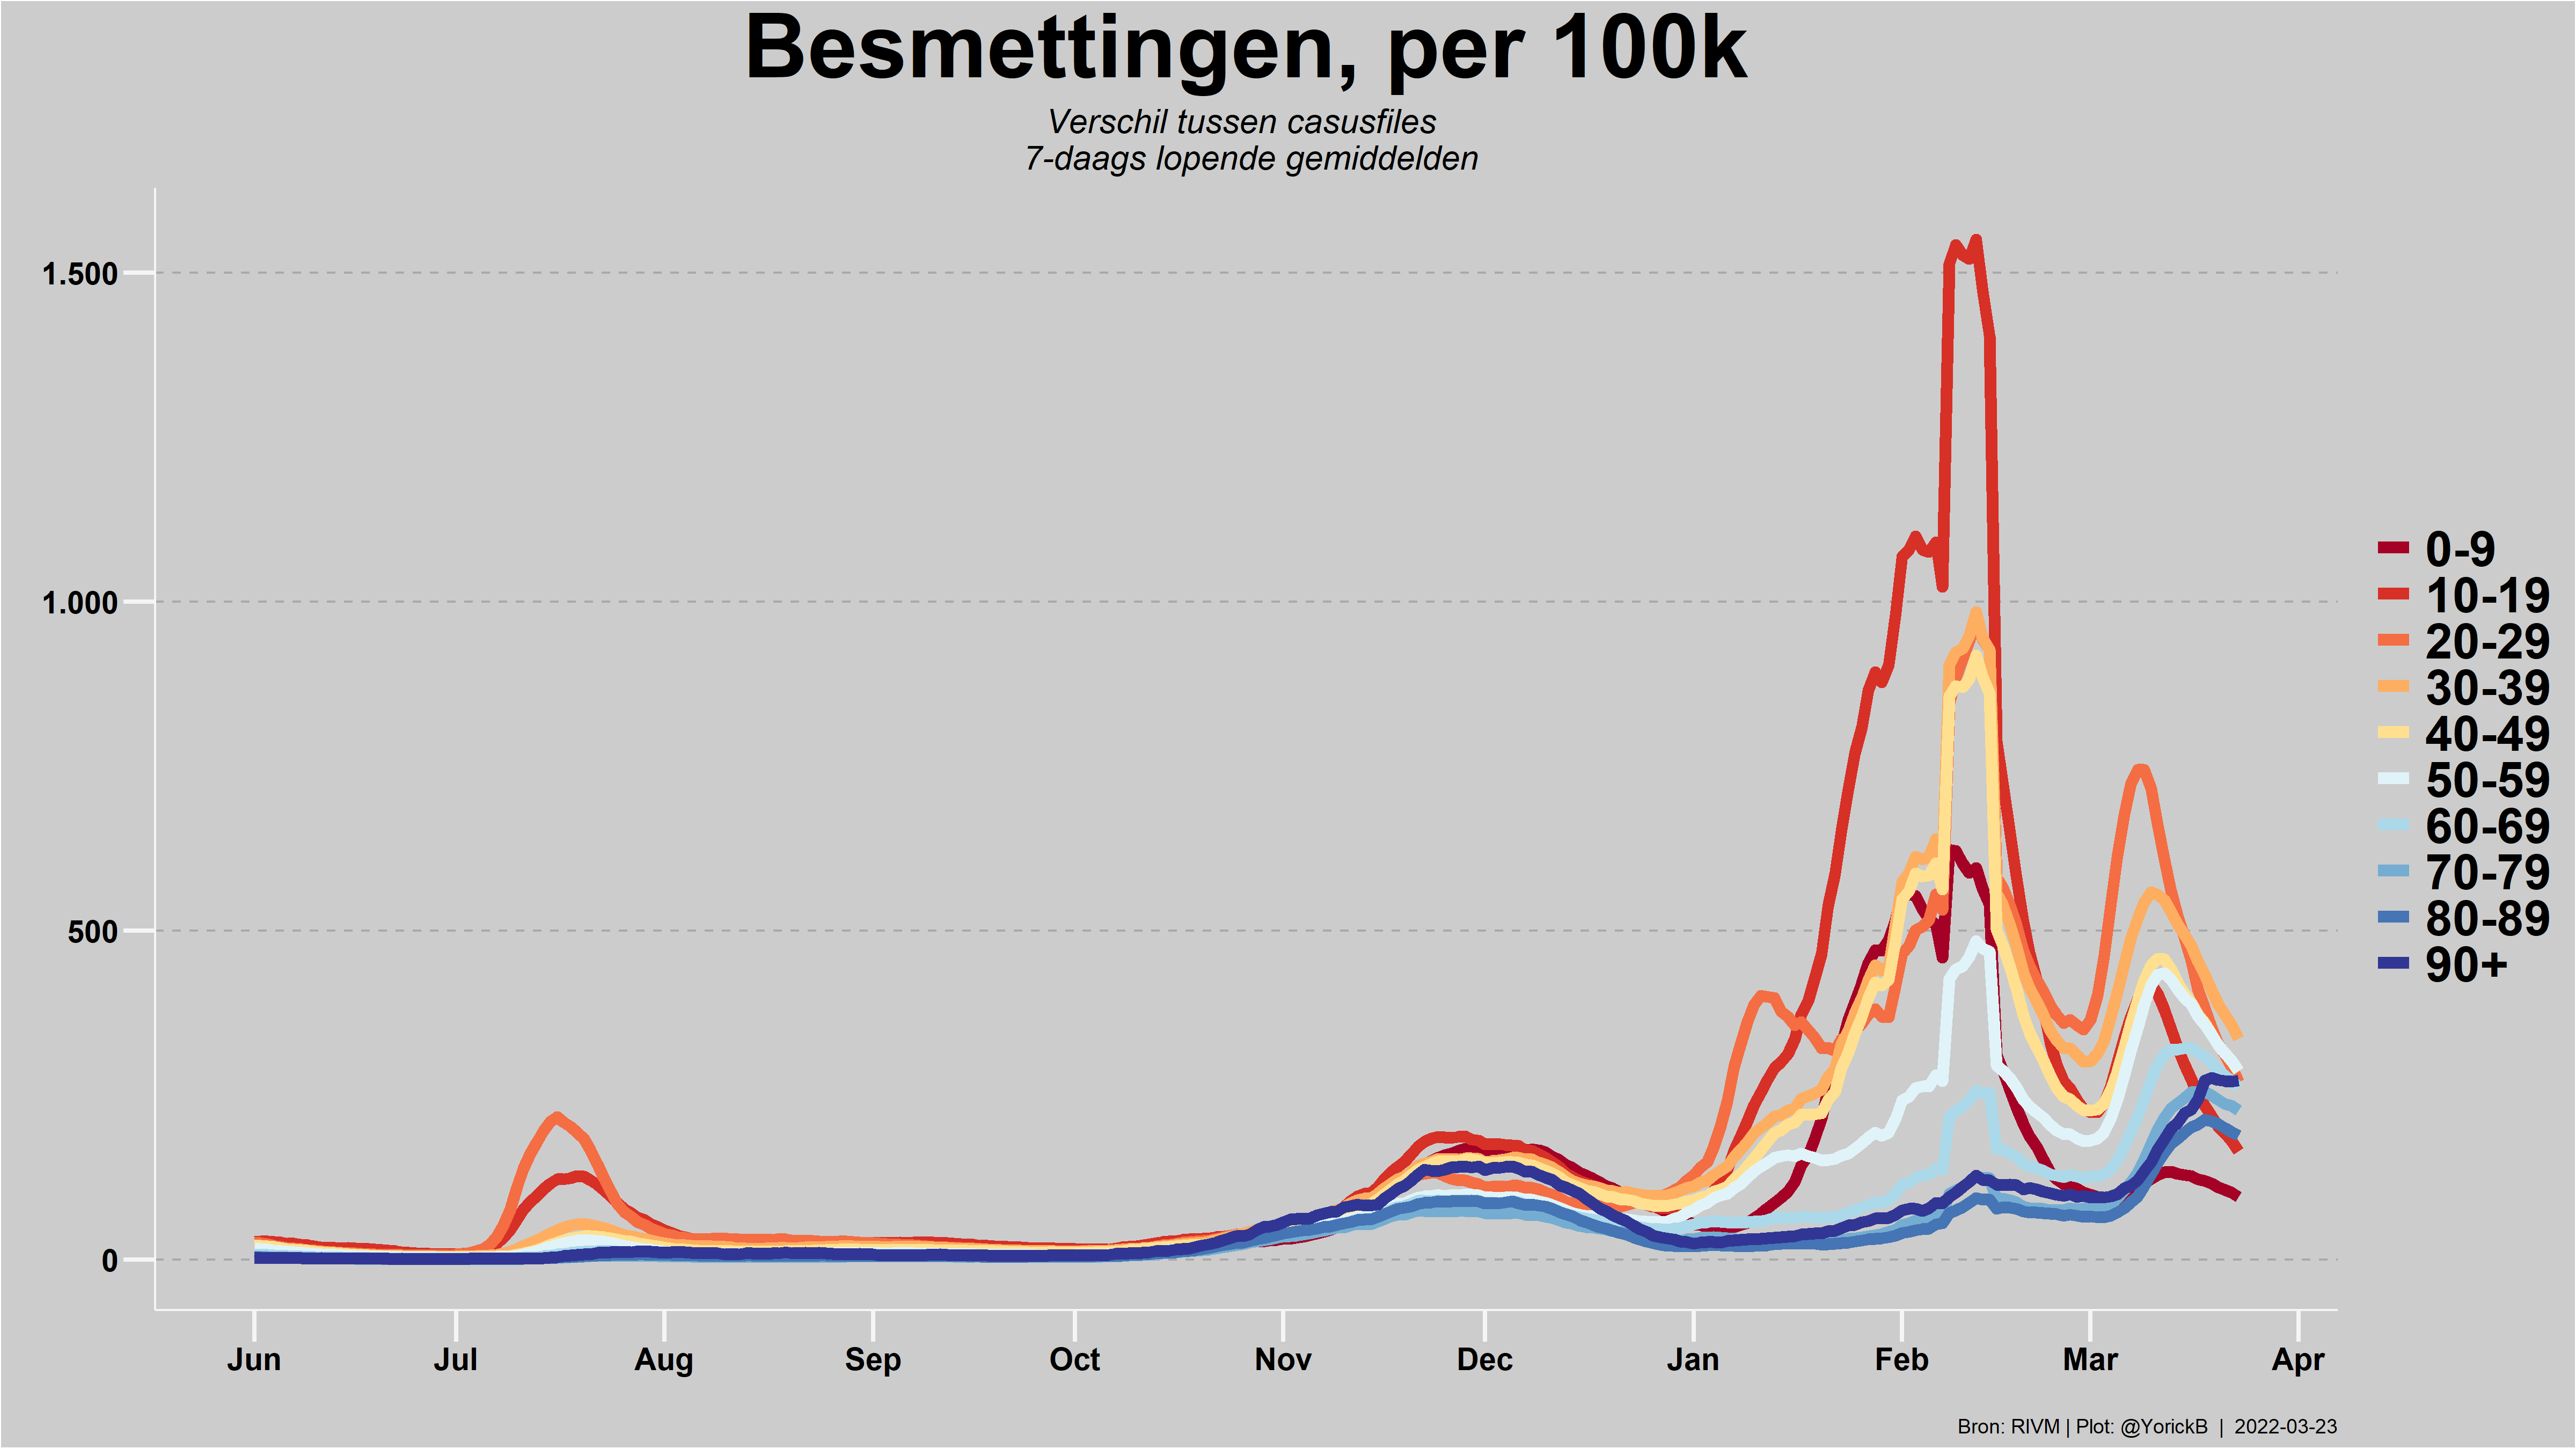 Besmettingen, per 100k
Verschil tussen casusfiles
7-daags lopende gemiddelden
1.500
1.000
500
0
Jun Jul Aug Sep Oct Nov Dec Jan Feb Mar Apr
0-9
10-19
20-29
30-39
40-49
50-59
60-69
70-79
80-89
90+
Bron: RIVM | Plot: @YorickB | 2022-03-23